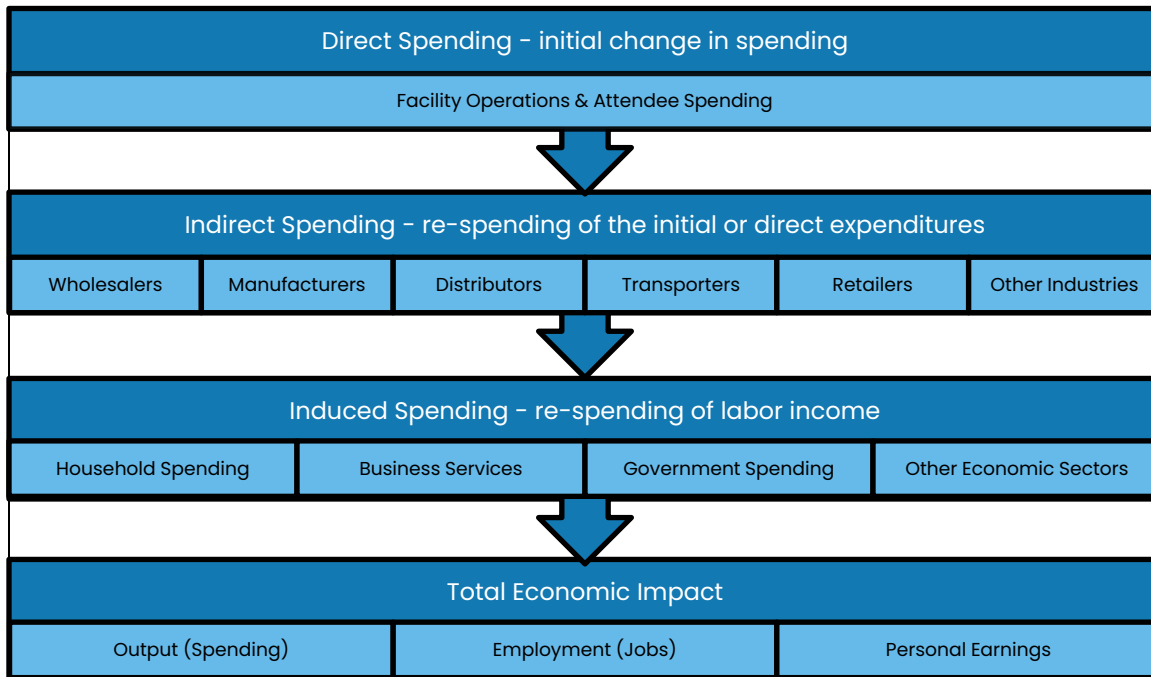 Direct Spending - initial change in spending
Facility Operations & Attendee Spending
Indirect Spending - re-spending of the initial or direct expenditures
Wholesalers
Manufacturers
Distributors
Transporters
Retailers
Other Industries
Induced Spending - re-spending of labor income
Household Spending
Business Services
Government Spending
Other Economic Sectors
Total Economic Impact
Output (Spending)
Employment (Jobs)
Personal Earnings